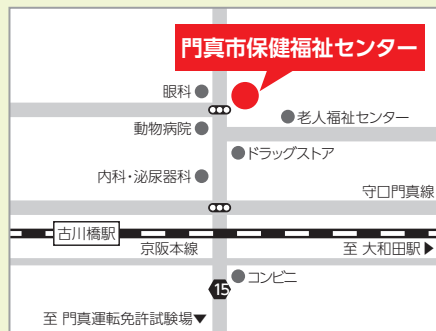 門真市保健福祉センター
眼科
老人福祉センター
動物病院
ドラッグストア
内科・泌尿器科
守口門真線
古川橋駅
京阪本線
至 大和田駅▶
コンビニ
15
至 門真運転免許試験場▼